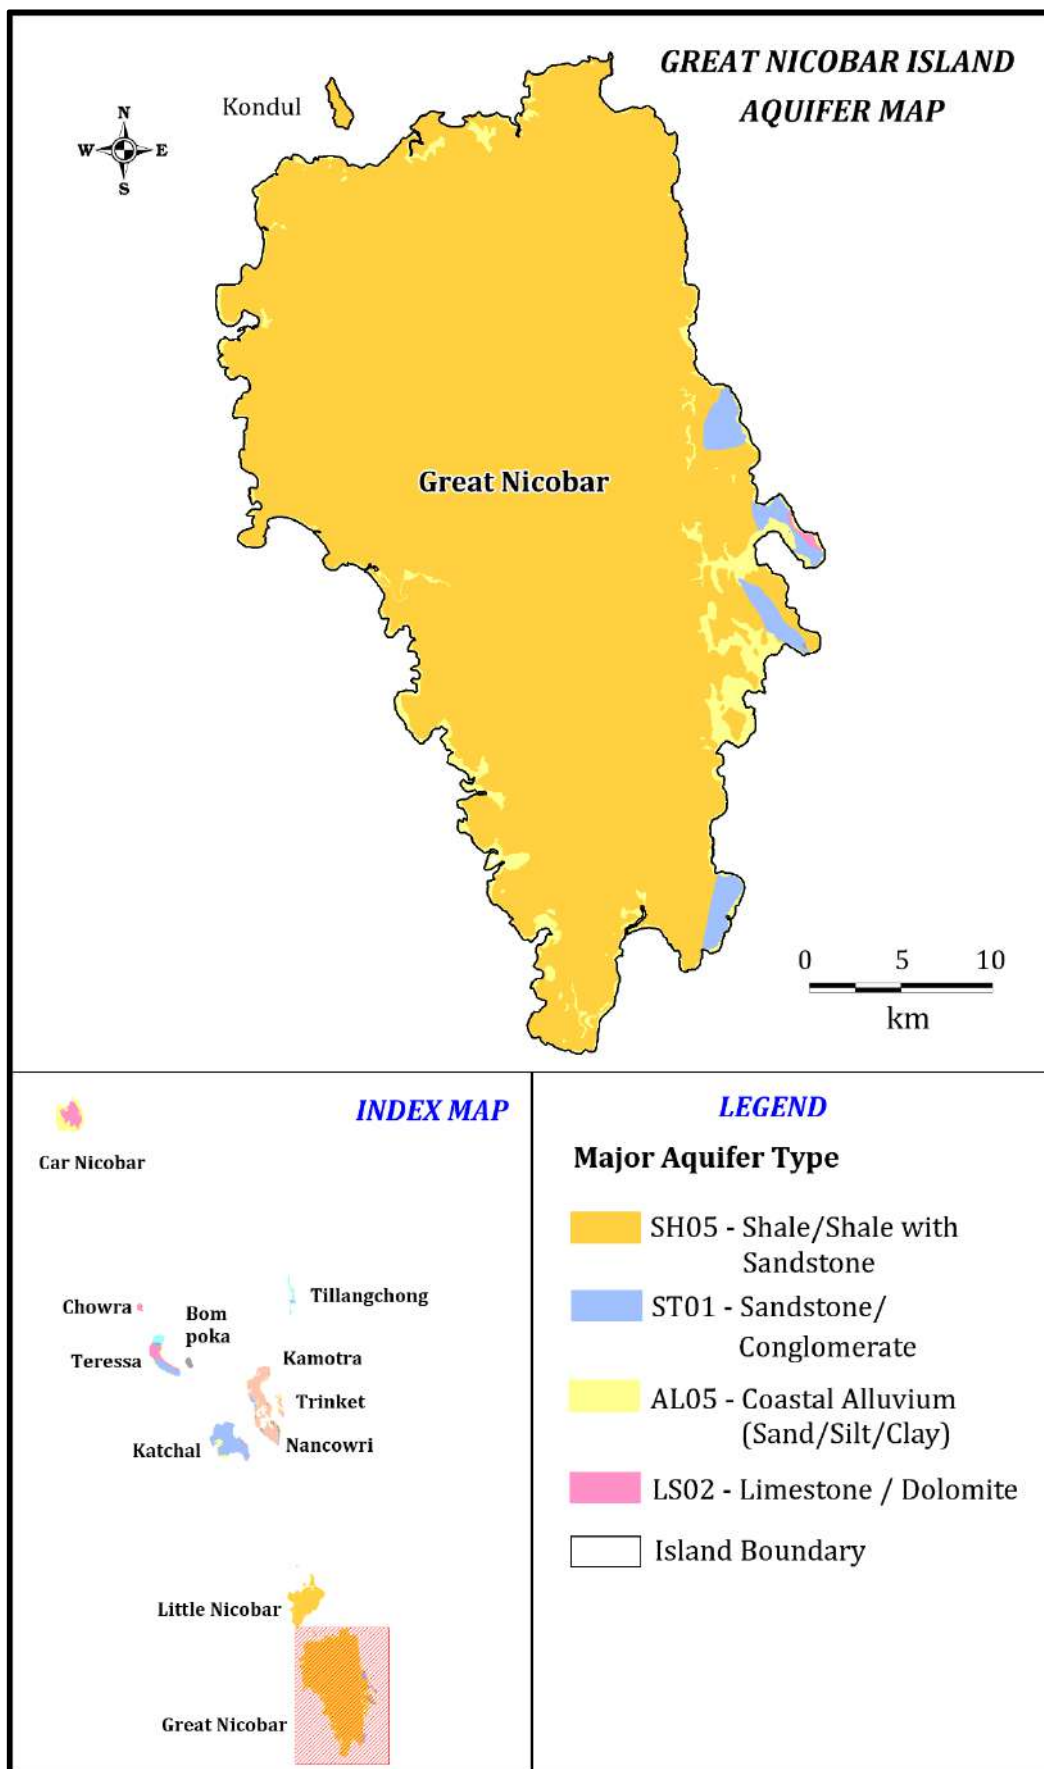 GREAT NICOBAR ISLAND
AQUIFER MAP
Kondul
N
W E
S
Great Nicobar
0 5 10
km
INDEX MAP
Car Nicobar
Tillangchong
Chowra
Bom
poka
Teressa
Kamotra
Trinket
Nancowri
Katchal
Little Nicobar
Great Nicobar
LEGEND
Major Aquifer Type
SH05 - Shale/Shale with
Sandstone
ST01 - Sandstone/
Conglomerate
AL05 - Coastal Alluvium
(Sand/Silt/Clay)
LS02 - Limestone / Dolomite
Island Boundary